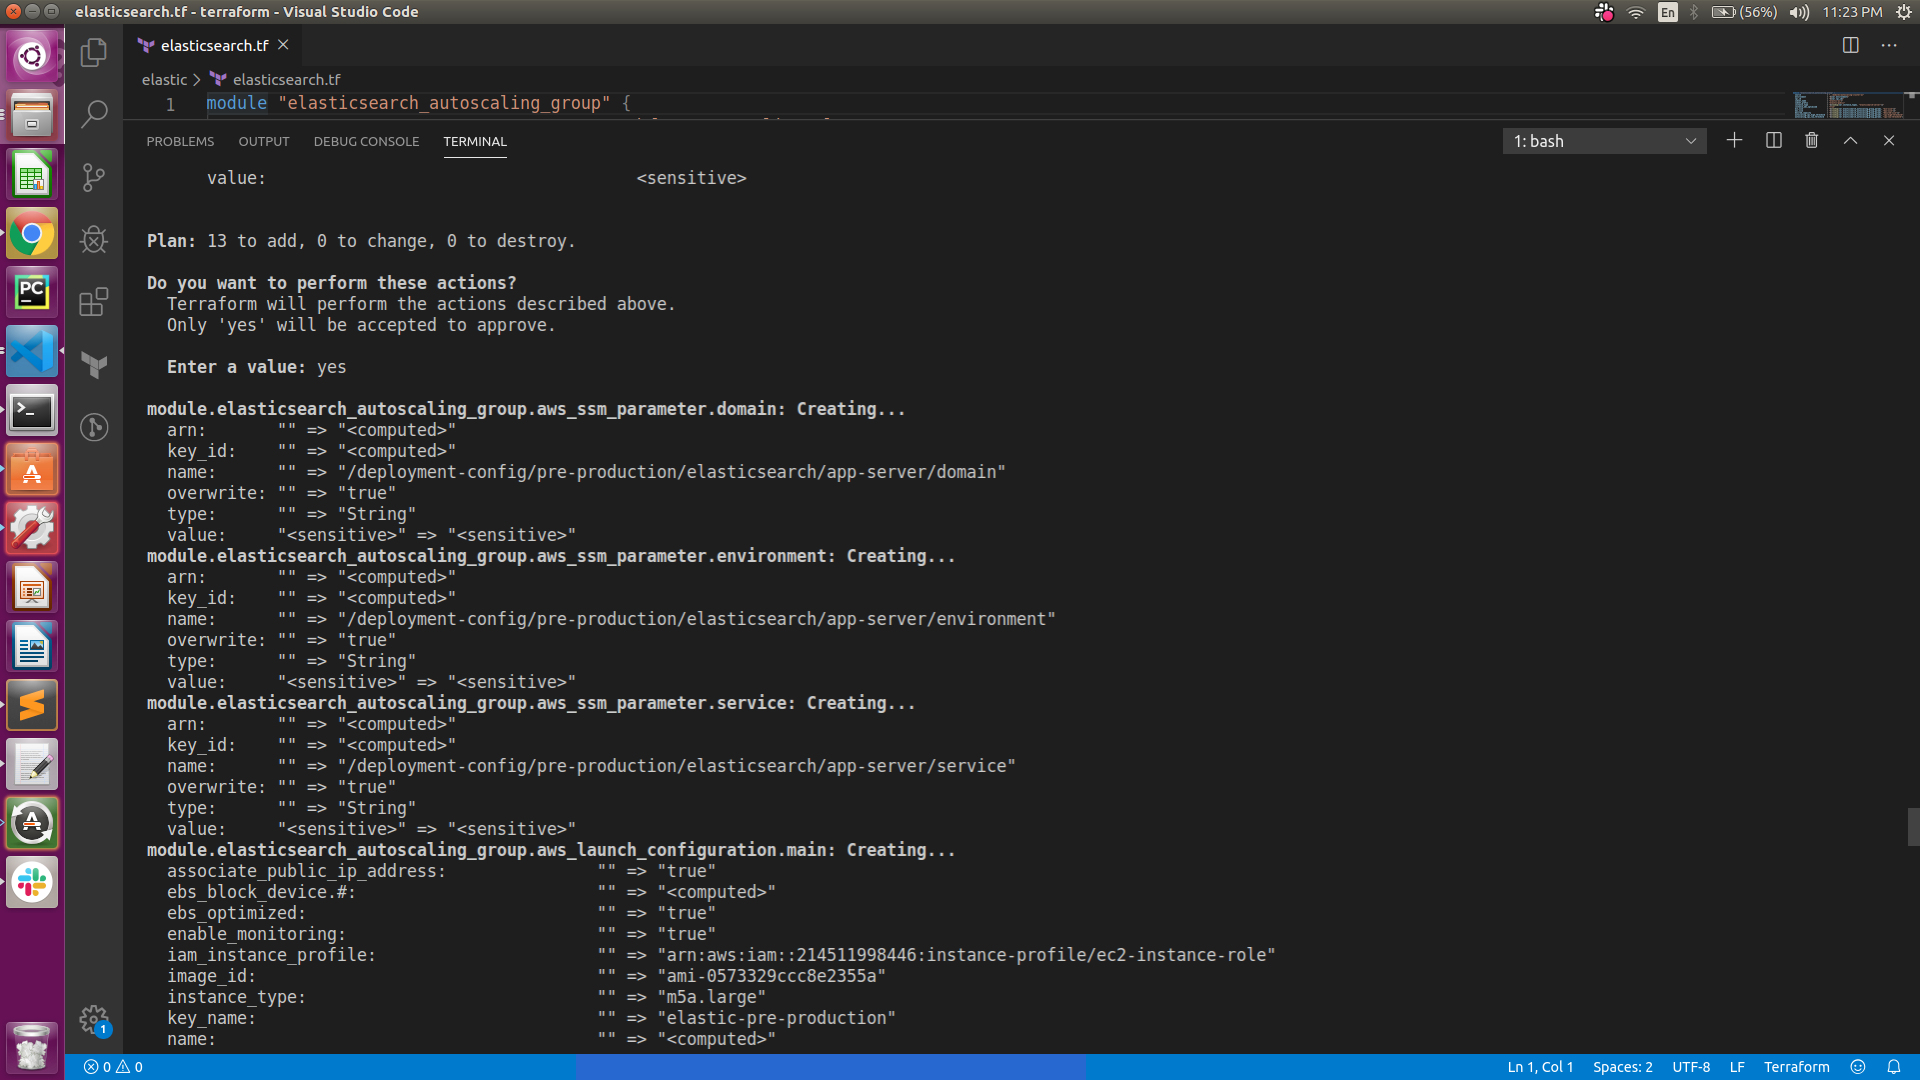 elasticsearch.tf - terraform - Visual Studio Code
En
(56%)
11:23 PM
elasticsearch.tf
elastic
elasticsearch.tf
1 module "elasticsearch_autoscaling_group" {
PROBLEMS OUTPUT DEBUG CONSOLE TERMINAL
1: bash
value: <sensitive>
Plan: 13 to add, 0 to change, 0 to destroy.
Do you want to perform these actions?
Terraform will perform the actions described above.
Only 'yes' will be accepted to approve.
Enter a value: yes
module.elasticsearch_autoscaling_group.aws_ssm_parameter.domain: Creating...
arn: "" => "<computed>"
key_id: "" => "<computed>"
name: "" => "/deployment-config/pre-production/elasticsearch/app-server/domain"
overwrite: "" => "true"
type: "" => "String"
value: "<sensitive>" => "<sensitive>"
module.elasticsearch_autoscaling_group.aws_ssm_parameter.environment: Creating...
arn: "" => "<computed>"
key_id: "" => "<computed>"
name: "" => "/deployment-config/pre-production/elasticsearch/app-server/environment"
overwrite: "" => "true"
type: "" => "String"
value: "<sensitive>" => "<sensitive>"
module.elasticsearch_autoscaling_group.aws_ssm_parameter.service: Creating...
arn: "" => "<computed>"
key_id: "" => "<computed>"
name: "" => "/deployment-config/pre-production/elasticsearch/app-server/service"
overwrite: "" => "true"
type: "" => "String"
value: "<sensitive>" => "<sensitive>"
module.elasticsearch_autoscaling_group.aws_launch_configuration.main: Creating...
associate_public_ip_address: "" => "true"
ebs_block_device.#: "" => "<computed>"
ebs_optimized: "" => "true"
enable_monitoring: "" => "true"
iam_instance_profile: "" => "arn:aws:iam::214511998446:instance-profile/ec2-instance-role"
image_id: "" => "ami-0573329ccc8e2355a"
instance_type: "" => "m5a.large"
key_name: "" => "elastic-pre-production"
name: "" => "<computed>"
PC
1
0 0
Ln 1, Col 1 Spaces: 2 UTF-8 LF Terraform